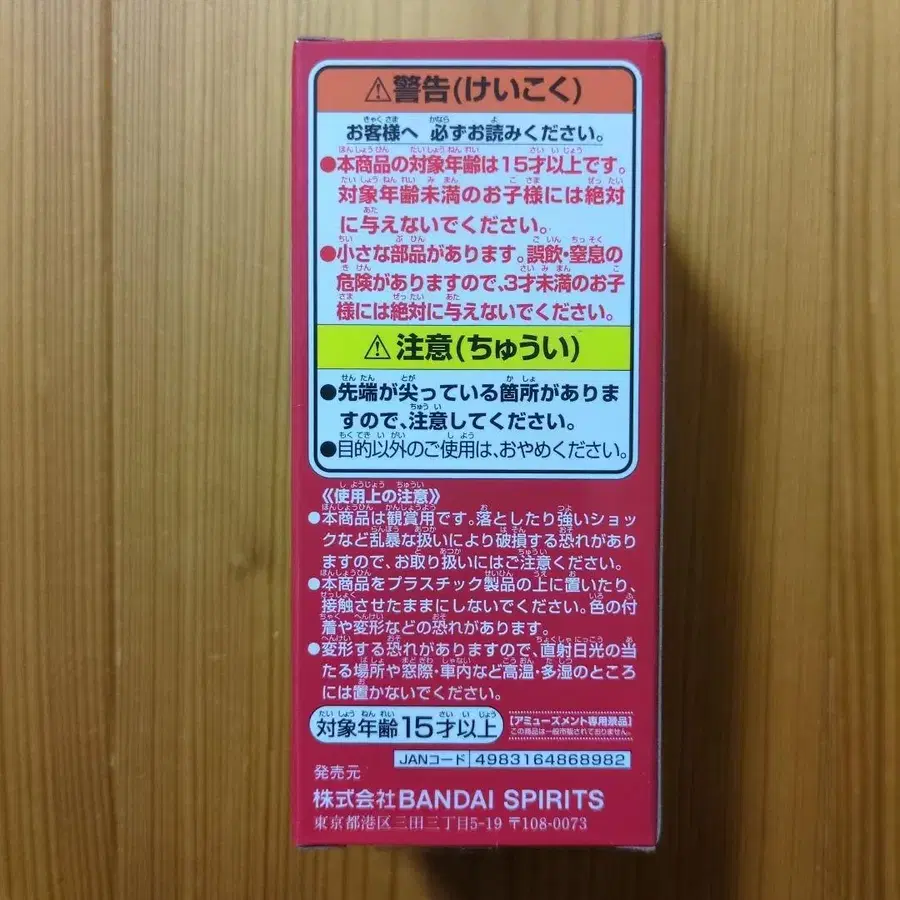 ⚠警告(けいこく)
お客様へ 必ずお読みください。
●本商品の対象年齢は15才以上です。
対象年齢未満のお子様には絶対
に与えないでください。
●小さな部品があります。誤飲・窒息の
危険がありますので、3才未満のお子
様には絶対に与えないでください。
⚠注意(ちゅうい)
●先端が尖っている箇所がありま
すので、注意してください。
●目的以外のご使用は、おやめください。
《使用上の注意》
●本商品は観賞用です。落としたり強いショッ
クなど乱暴な扱いにより破損する恐れがあり
ますので、お取り扱いにはご注意ください。
●本商品をプラスチック製品の上に置いたり、
接触させたままにしないでください。色の付
着や変形などの恐れがあります。
●変形する恐れがありますので、直射日光の当
たる場所や窓際・車内など高温・多湿のところ
には置かないでください。
対象年齢15才以上
【アミューズメント専用景品】
この商品は一般市販されておりません。
JANコード 4983164868982
発売元
株式会社BANDAI SPIRITS
東京都港区三田三丁目5-19 〒108-0073